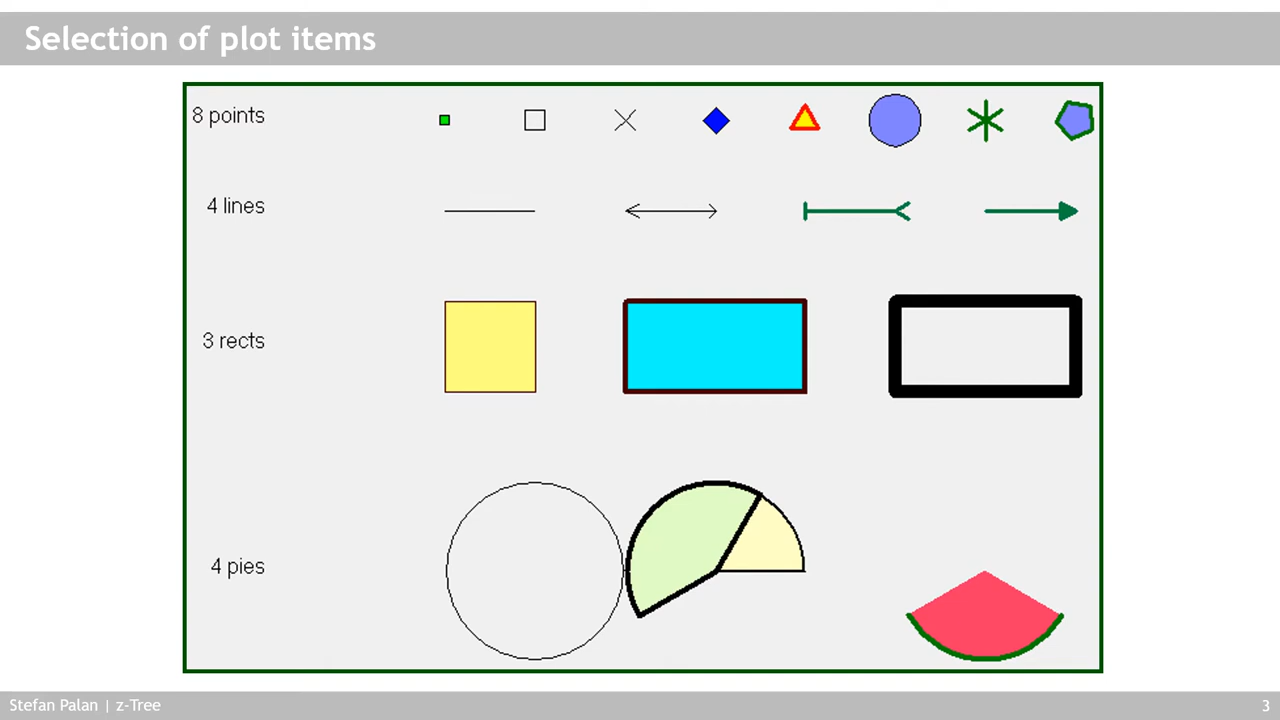 Selection of plot items
8 points
4 lines
3 rects
4 pies
Stefan Palan | z-Tree
3